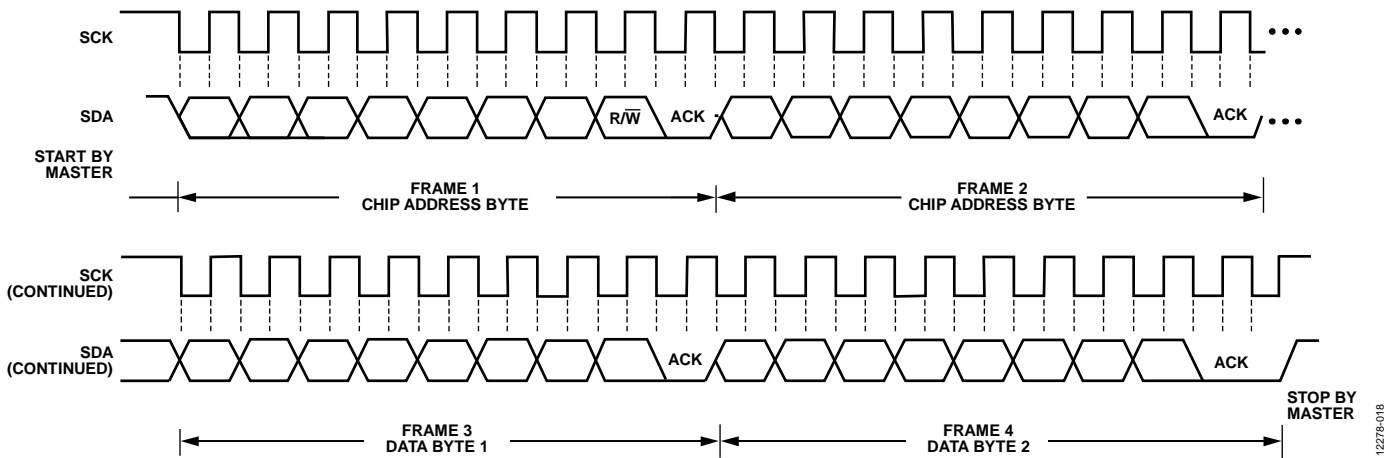 SCK
SDA
R/W̅
ACK
ACK
START BY
MASTER
FRAME 1
CHIP ADDRESS BYTE
FRAME 2
CHIP ADDRESS BYTE
SCK
(CONTINUED)
SDA
(CONTINUED)
ACK
ACK
STOP BY
MASTER
FRAME 3
DATA BYTE 1
FRAME 4
DATA BYTE 2
12278-018